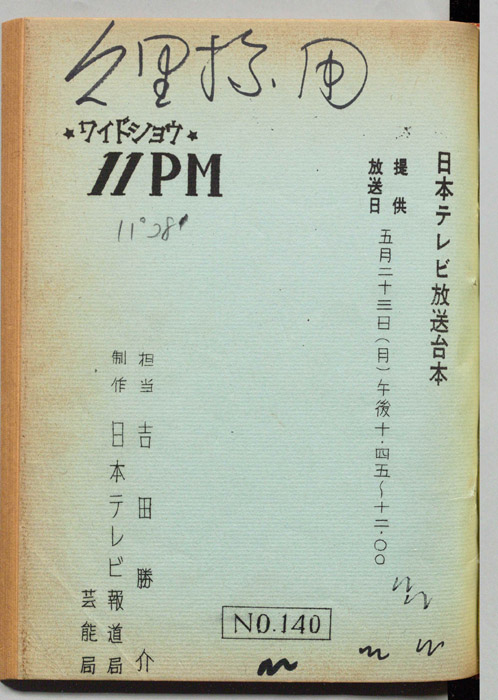 日本テレビ放送台本
提供
放送日 五月二十三日(月)午後十・四五〜十二・〇〇
★ワイドショウ★
11PM
11°28'
担当 吉田勝介
制作 日本テレビ報道局
芸能局
NO.140